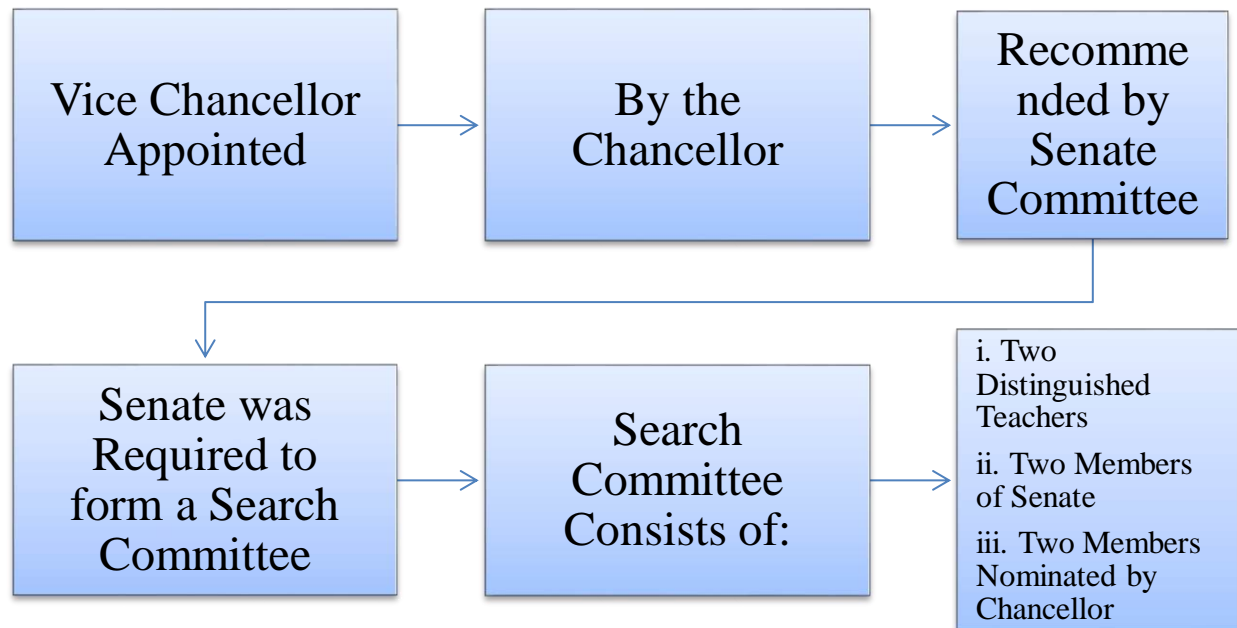 Vice Chancellor
Appointed
By the
Chancellor
Recomme
nded by
Senate
Committee
Senate was
Required to
form a Search
Committee
Search
Committee
Consists of:
i. Two
Distinguished
Teachers
ii. Two Members
of Senate
iii. Two Members
Nominated by
Chancellor